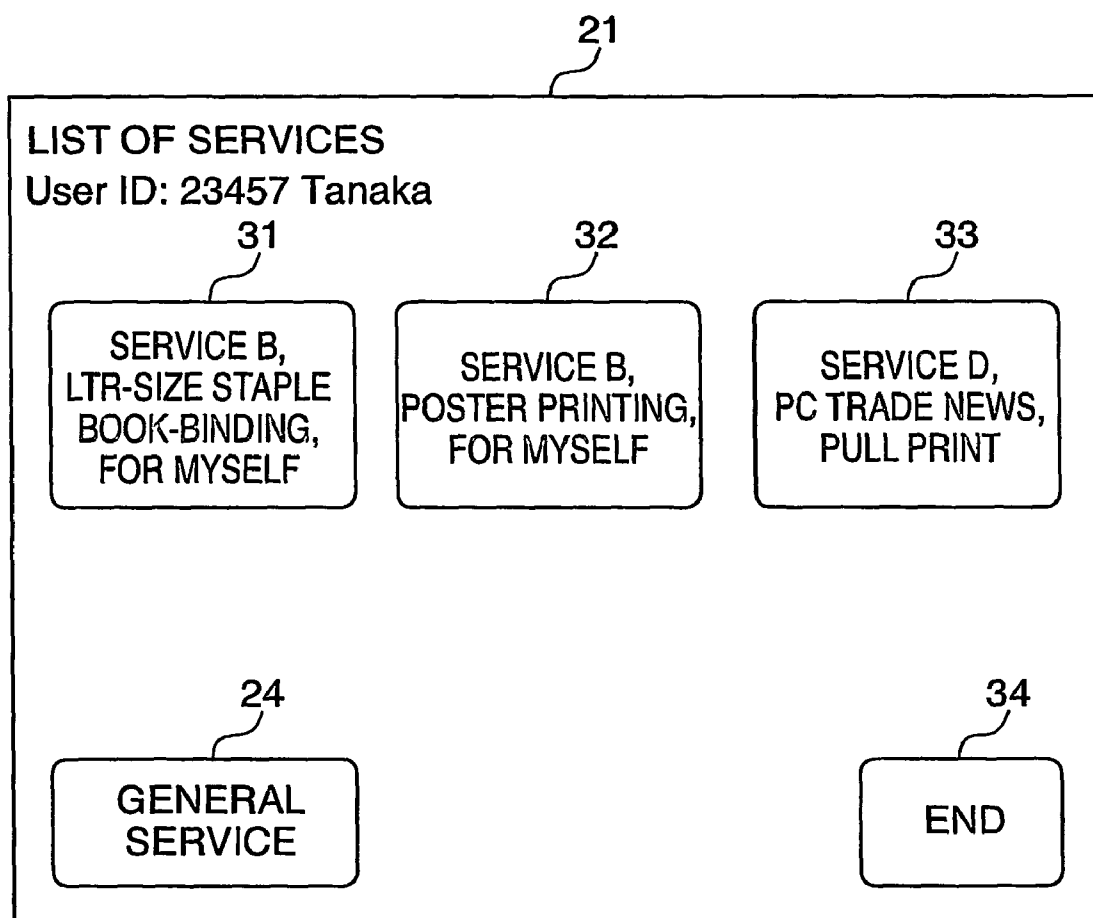 21
LIST OF SERVICES
User ID: 23457 Tanaka
31
32
33
SERVICE B,
LTR-SIZE STAPLE
BOOK-BINDING,
FOR MYSELF
SERVICE B,
POSTER PRINTING,
FOR MYSELF
SERVICE D,
PC TRADE NEWS,
PULL PRINT
24
34
GENERAL
SERVICE
END